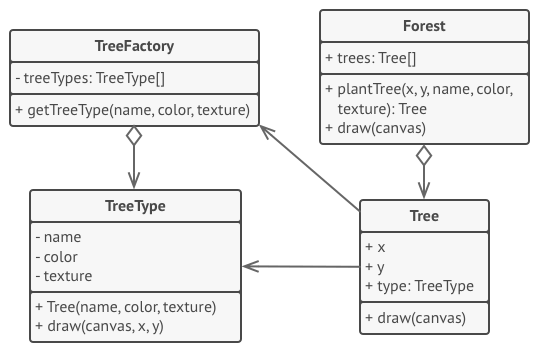 TreeFactory
- treeTypes: TreeType[]
+ getTreeType(name, color, texture)
Forest
+ trees: Tree[]
+ plantTree(x, y, name, color,
texture): Tree
+ draw(canvas)
TreeType
- name
- color
- texture
+ Tree(name, color, texture)
+ draw(canvas, x, y)
Tree
+ x
+ y
+ type: TreeType
+ draw(canvas)